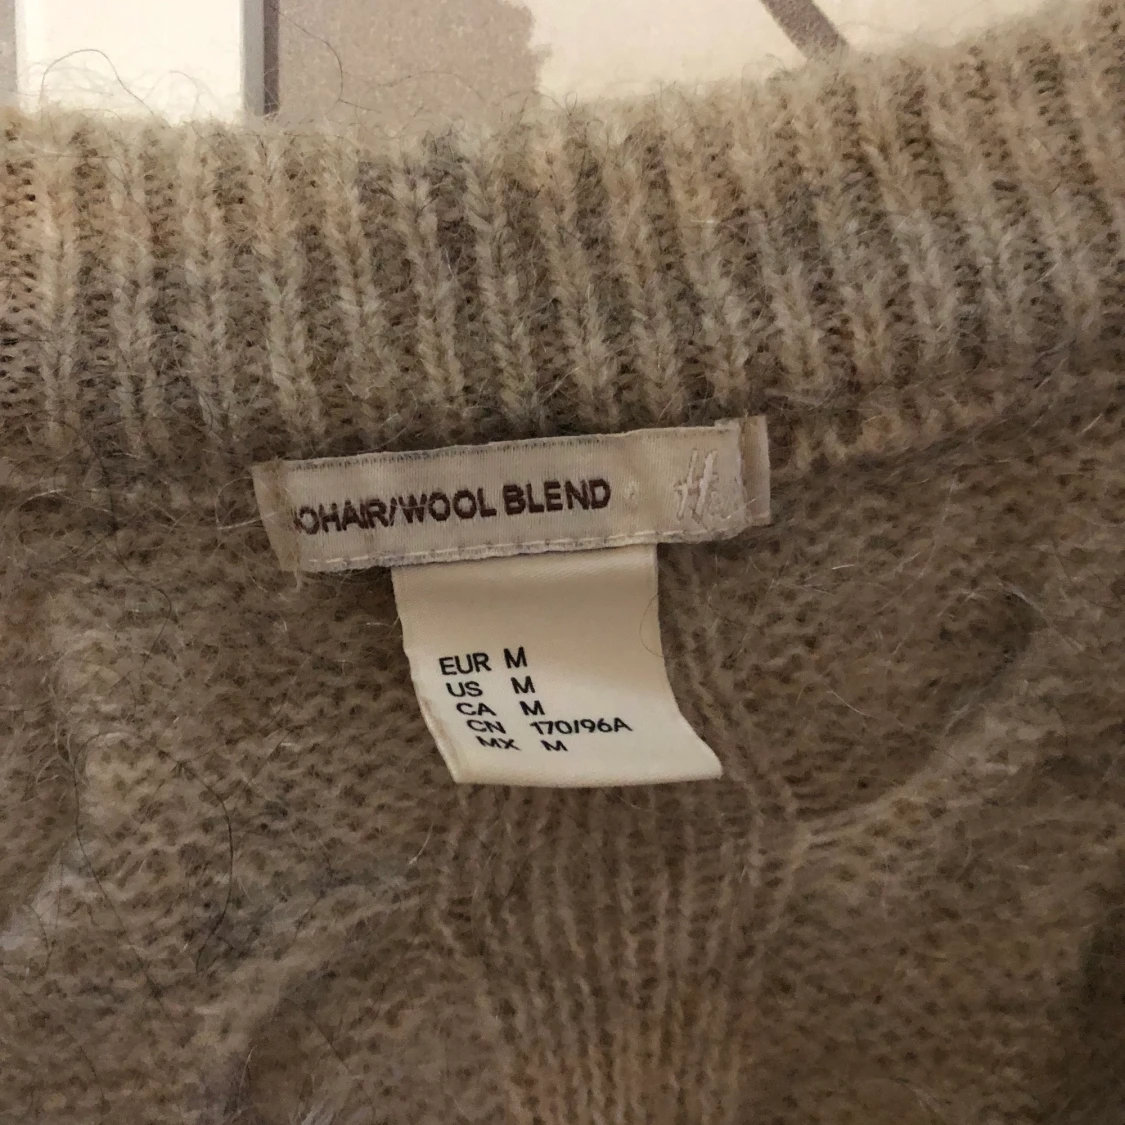 OHAIR/WOOL BLEND H&
EUR M
US M
CA M
CN 170/96A
MX M